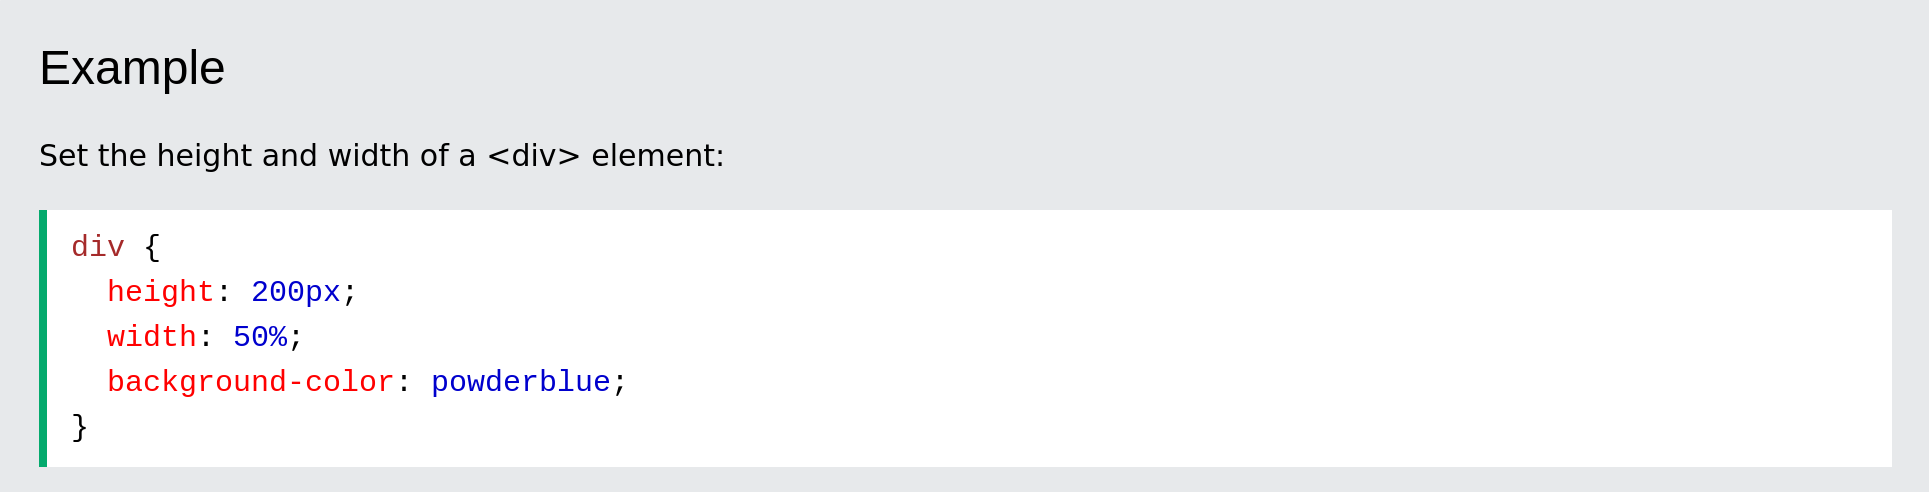 Example
Set the height and width of a <div> element:
div {
  height: 200px;
  width: 50%;
  background-color: powderblue;
}